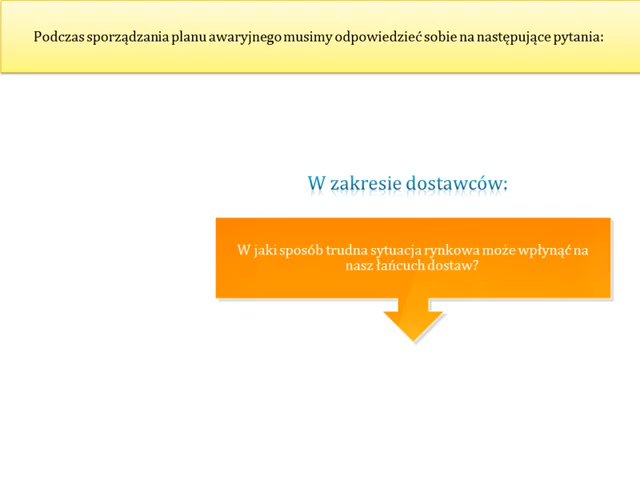 Podczas sporządzania planu awaryjnego musimy odpowiedzieć sobie na następujące pytania:
W zakresie dostawców:
W jaki sposób trudna sytuacja rynkowa może wpłynąć na
nasz łańcuch dostaw?